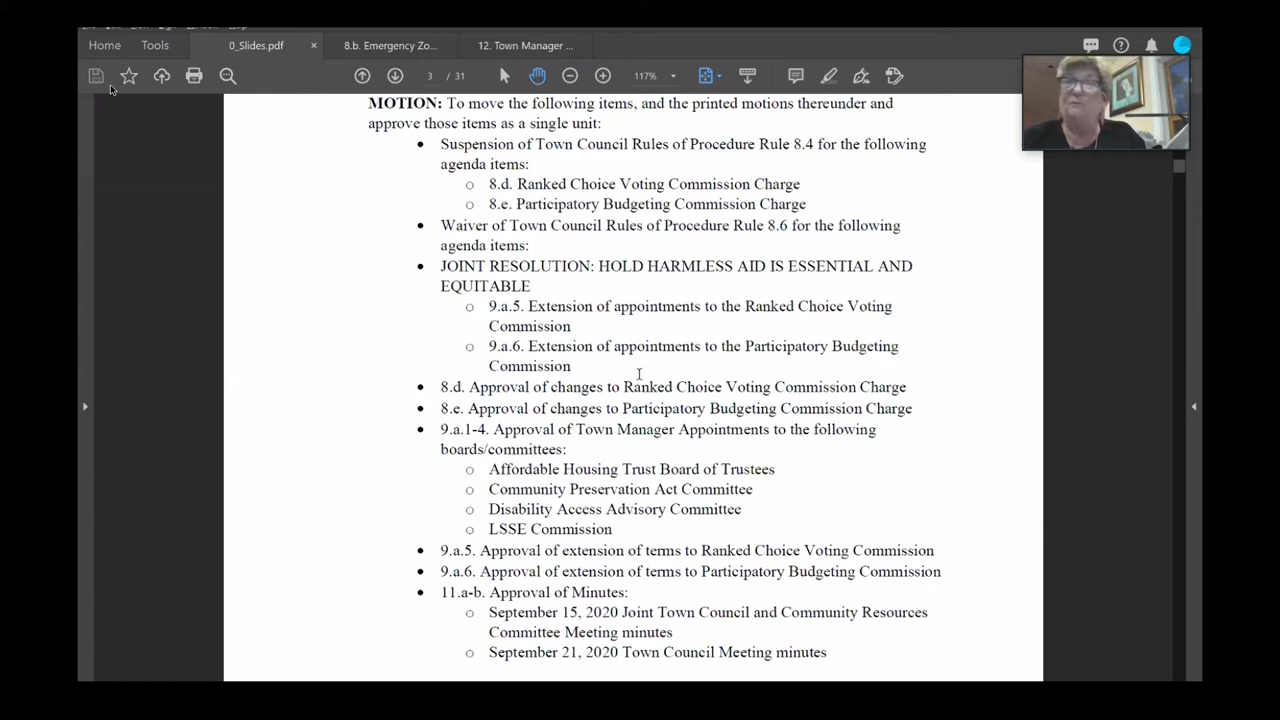 Home
Tools
0_Slides.pdf
×
8.b. Emergency Zo...
12. Town Manager ...
3 / 31
117%
MOTION: To move the following items, and the printed motions thereunder and
approve those items as a single unit:
• Suspension of Town Council Rules of Procedure Rule 8.4 for the following
agenda items:
○ 8.d. Ranked Choice Voting Commission Charge
○ 8.e. Participatory Budgeting Commission Charge
• Waiver of Town Council Rules of Procedure Rule 8.6 for the following
agenda items:
• JOINT RESOLUTION: HOLD HARMLESS AID IS ESSENTIAL AND
EQUITABLE
○ 9.a.5. Extension of appointments to the Ranked Choice Voting
Commission
○ 9.a.6. Extension of appointments to the Participatory Budgeting
Commission
• 8.d. Approval of changes to Ranked Choice Voting Commission Charge
• 8.e. Approval of changes to Participatory Budgeting Commission Charge
• 9.a.1-4. Approval of Town Manager Appointments to the following
boards/committees:
○ Affordable Housing Trust Board of Trustees
○ Community Preservation Act Committee
○ Disability Access Advisory Committee
○ LSSE Commission
• 9.a.5. Approval of extension of terms to Ranked Choice Voting Commission
• 9.a.6. Approval of extension of terms to Participatory Budgeting Commission
• 11.a-b. Approval of Minutes:
○ September 15, 2020 Joint Town Council and Community Resources
Committee Meeting minutes
○ September 21, 2020 Town Council Meeting minutes